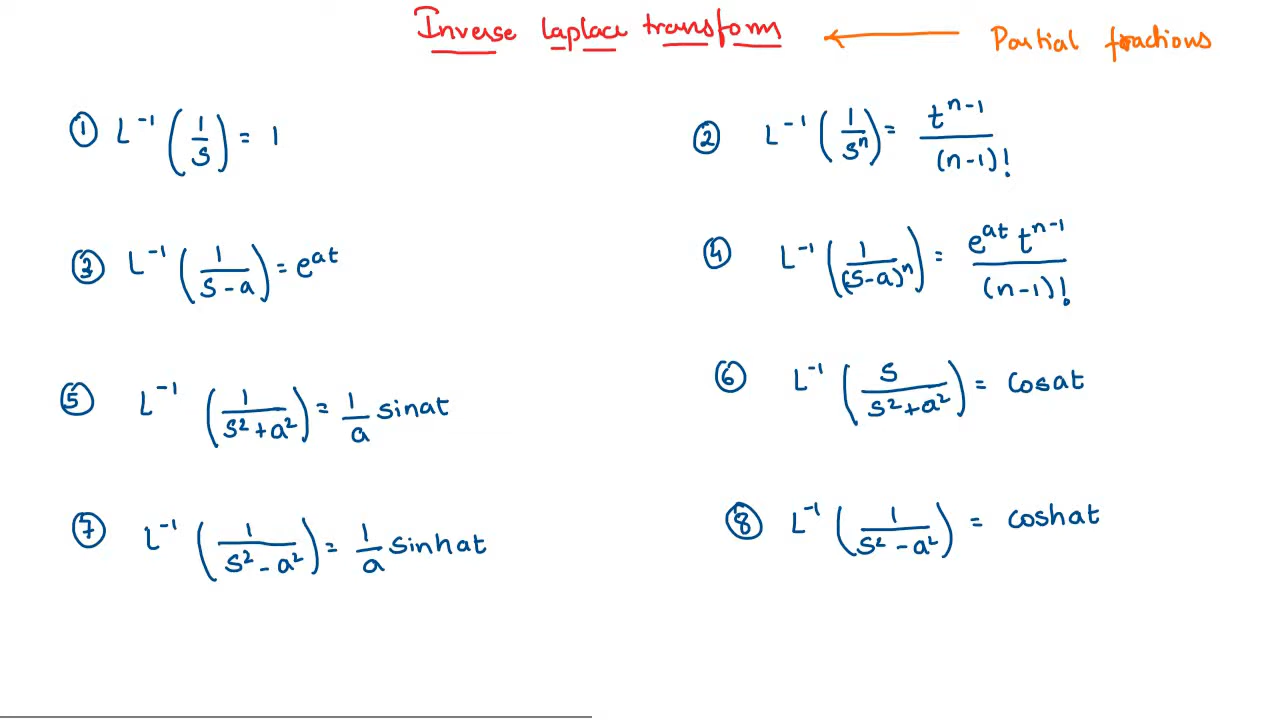 Inverse laplace transform ← Partial fractions
① L⁻¹(1/s) = 1
② L⁻¹(1/sⁿ) = tⁿ⁻¹/(n-1)!
③ L⁻¹(1/(s-a)) = eᵃᵗ
④ L⁻¹(1/(s-a)ⁿ) = eᵃᵗ tⁿ⁻¹/(n-1)!
⑤ L⁻¹(1/(s²+a²)) = 1/a sinat
⑥ L⁻¹(s/(s²+a²)) = cosat
⑦ L⁻¹(1/(s²-a²)) = 1/a sinhat
⑧ L⁻¹(1/(s²-a²)) = coshat